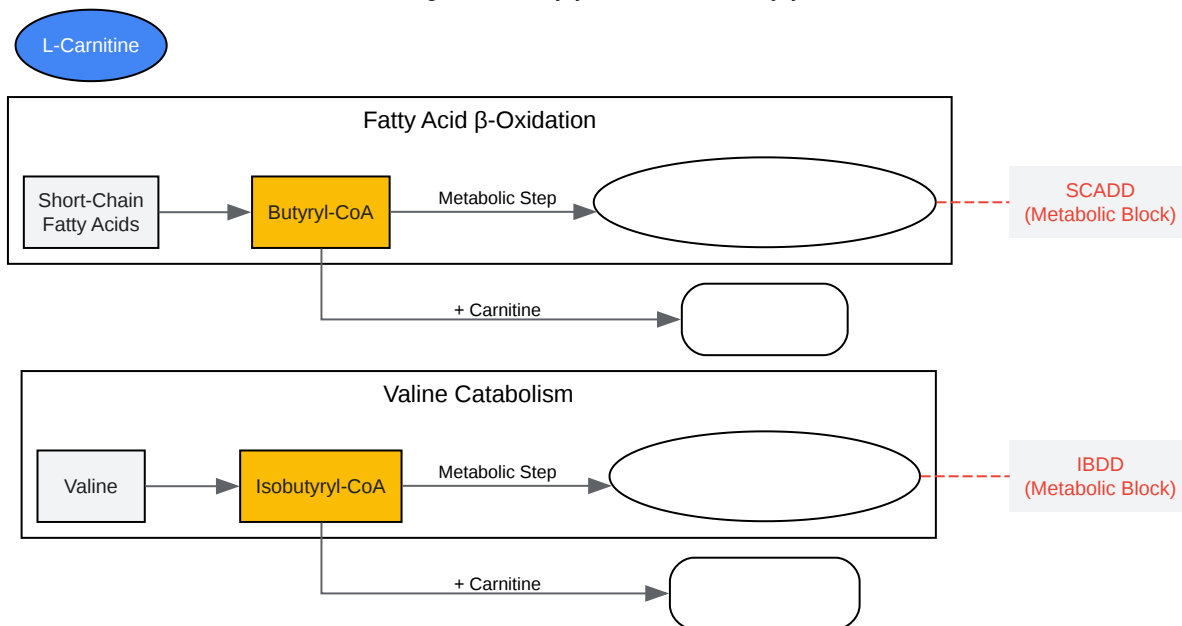 L-Carnitine
Fatty Acid β-Oxidation
Short-Chain
Fatty Acids
Butyryl-CoA
Metabolic Step
SCADD
(Metabolic Block)
+ Carnitine
Valine Catabolism
Valine
Isobutyryl-CoA
Metabolic Step
IBDD
(Metabolic Block)
+ Carnitine